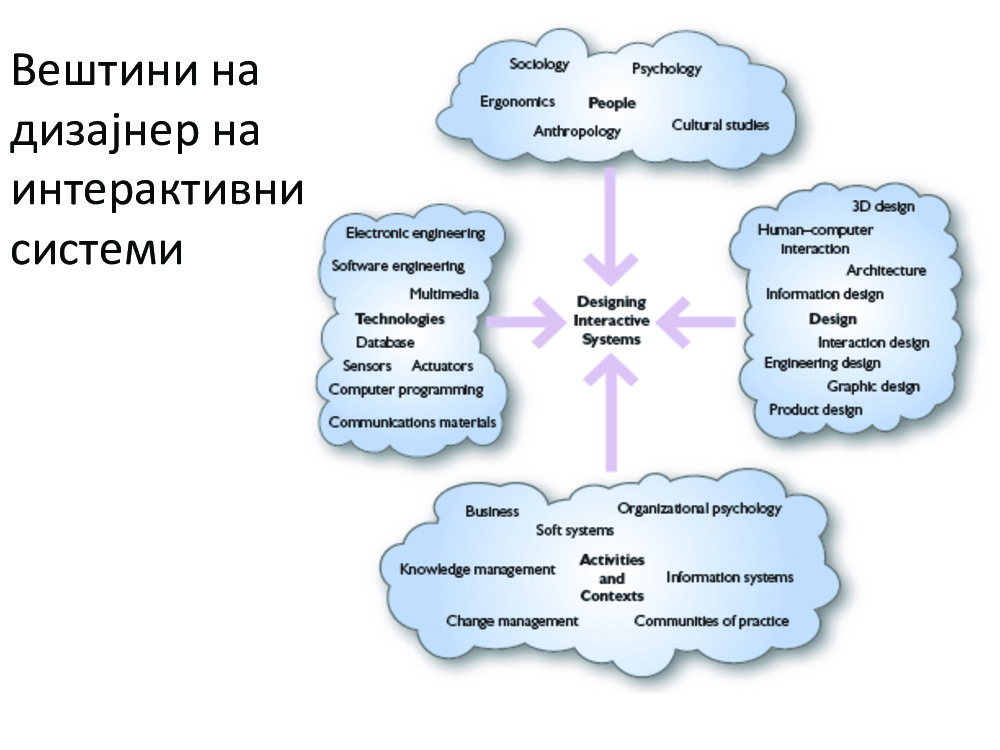 Вештини на
дизајнер на
интерактивни
системи
Sociology
Psychology
Ergonomics
People
Anthropology
Cultural studies
Electronic engineering
Software engineering
Multimedia
Technologies
Database
Sensors Actuators
Computer programming
Communications materials
Designing
Interactive
Systems
3D design
Human–computer
interaction
Architecture
Information design
Design
Interaction design
Engineering design
Graphic design
Product design
Business
Organizational psychology
Soft systems
Knowledge management
Activities
and
Contexts
Information systems
Change management
Communities of practice